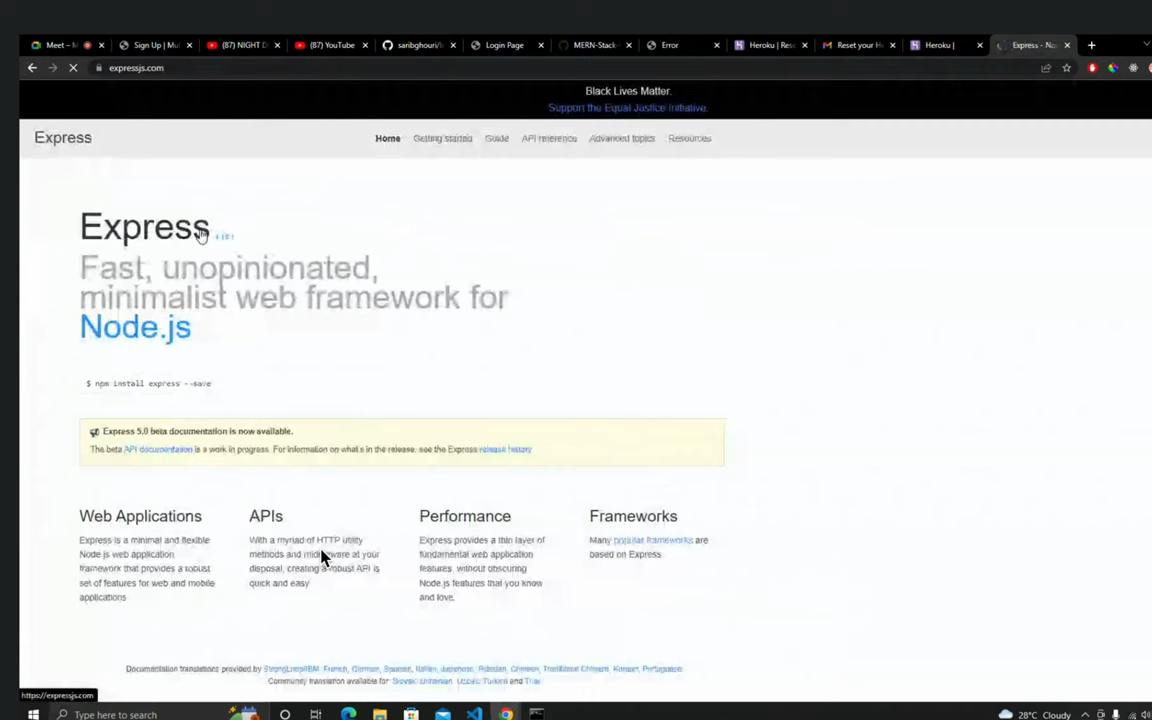 Meet – M
Sign Up | Mu
(87) NIGHT D
(87) YouTube
saribghouri/
Login Page
MERN-Stack
Error
Heroku | Res
Reset your He
Heroku |
Express - No
expressjs.com
Black Lives Matter.
Support the Equal Justice Initiative.
Express
Home Getting started Guide API reference Advanced topics Resources
Express
Fast, unopinionated,
minimalist web framework for
Node.js
$ npm install express --save
Express 5.0 beta documentation is now available.
The beta API documentation is a work in progress. For information on what's in the release, see the Express release history
Web Applications
Express is a minimal and flexible
Node.js web application
framework that provides a robust
set of features for web and mobile
applications
APIs
With a myriad of HTTP utility
methods and middleware at your
disposal, creating a robust API is
quick and easy
Performance
Express provides a thin layer of
fundamental web application
features, without obscuring
Node.js features that you know
and love.
Frameworks
Many popular frameworks are
based on Express.
Documentation translations provided by StrongLoop/IBM: French, German, Spanish, Italian, Japanese, Russian, Chinese, Traditional Chinese, Korean, Portuguese.
Community translation available for: Slovak, Ukrainian, Uzbek, Turkish and Thai
https://expressjs.com
Type here to search
28°C Cloudy